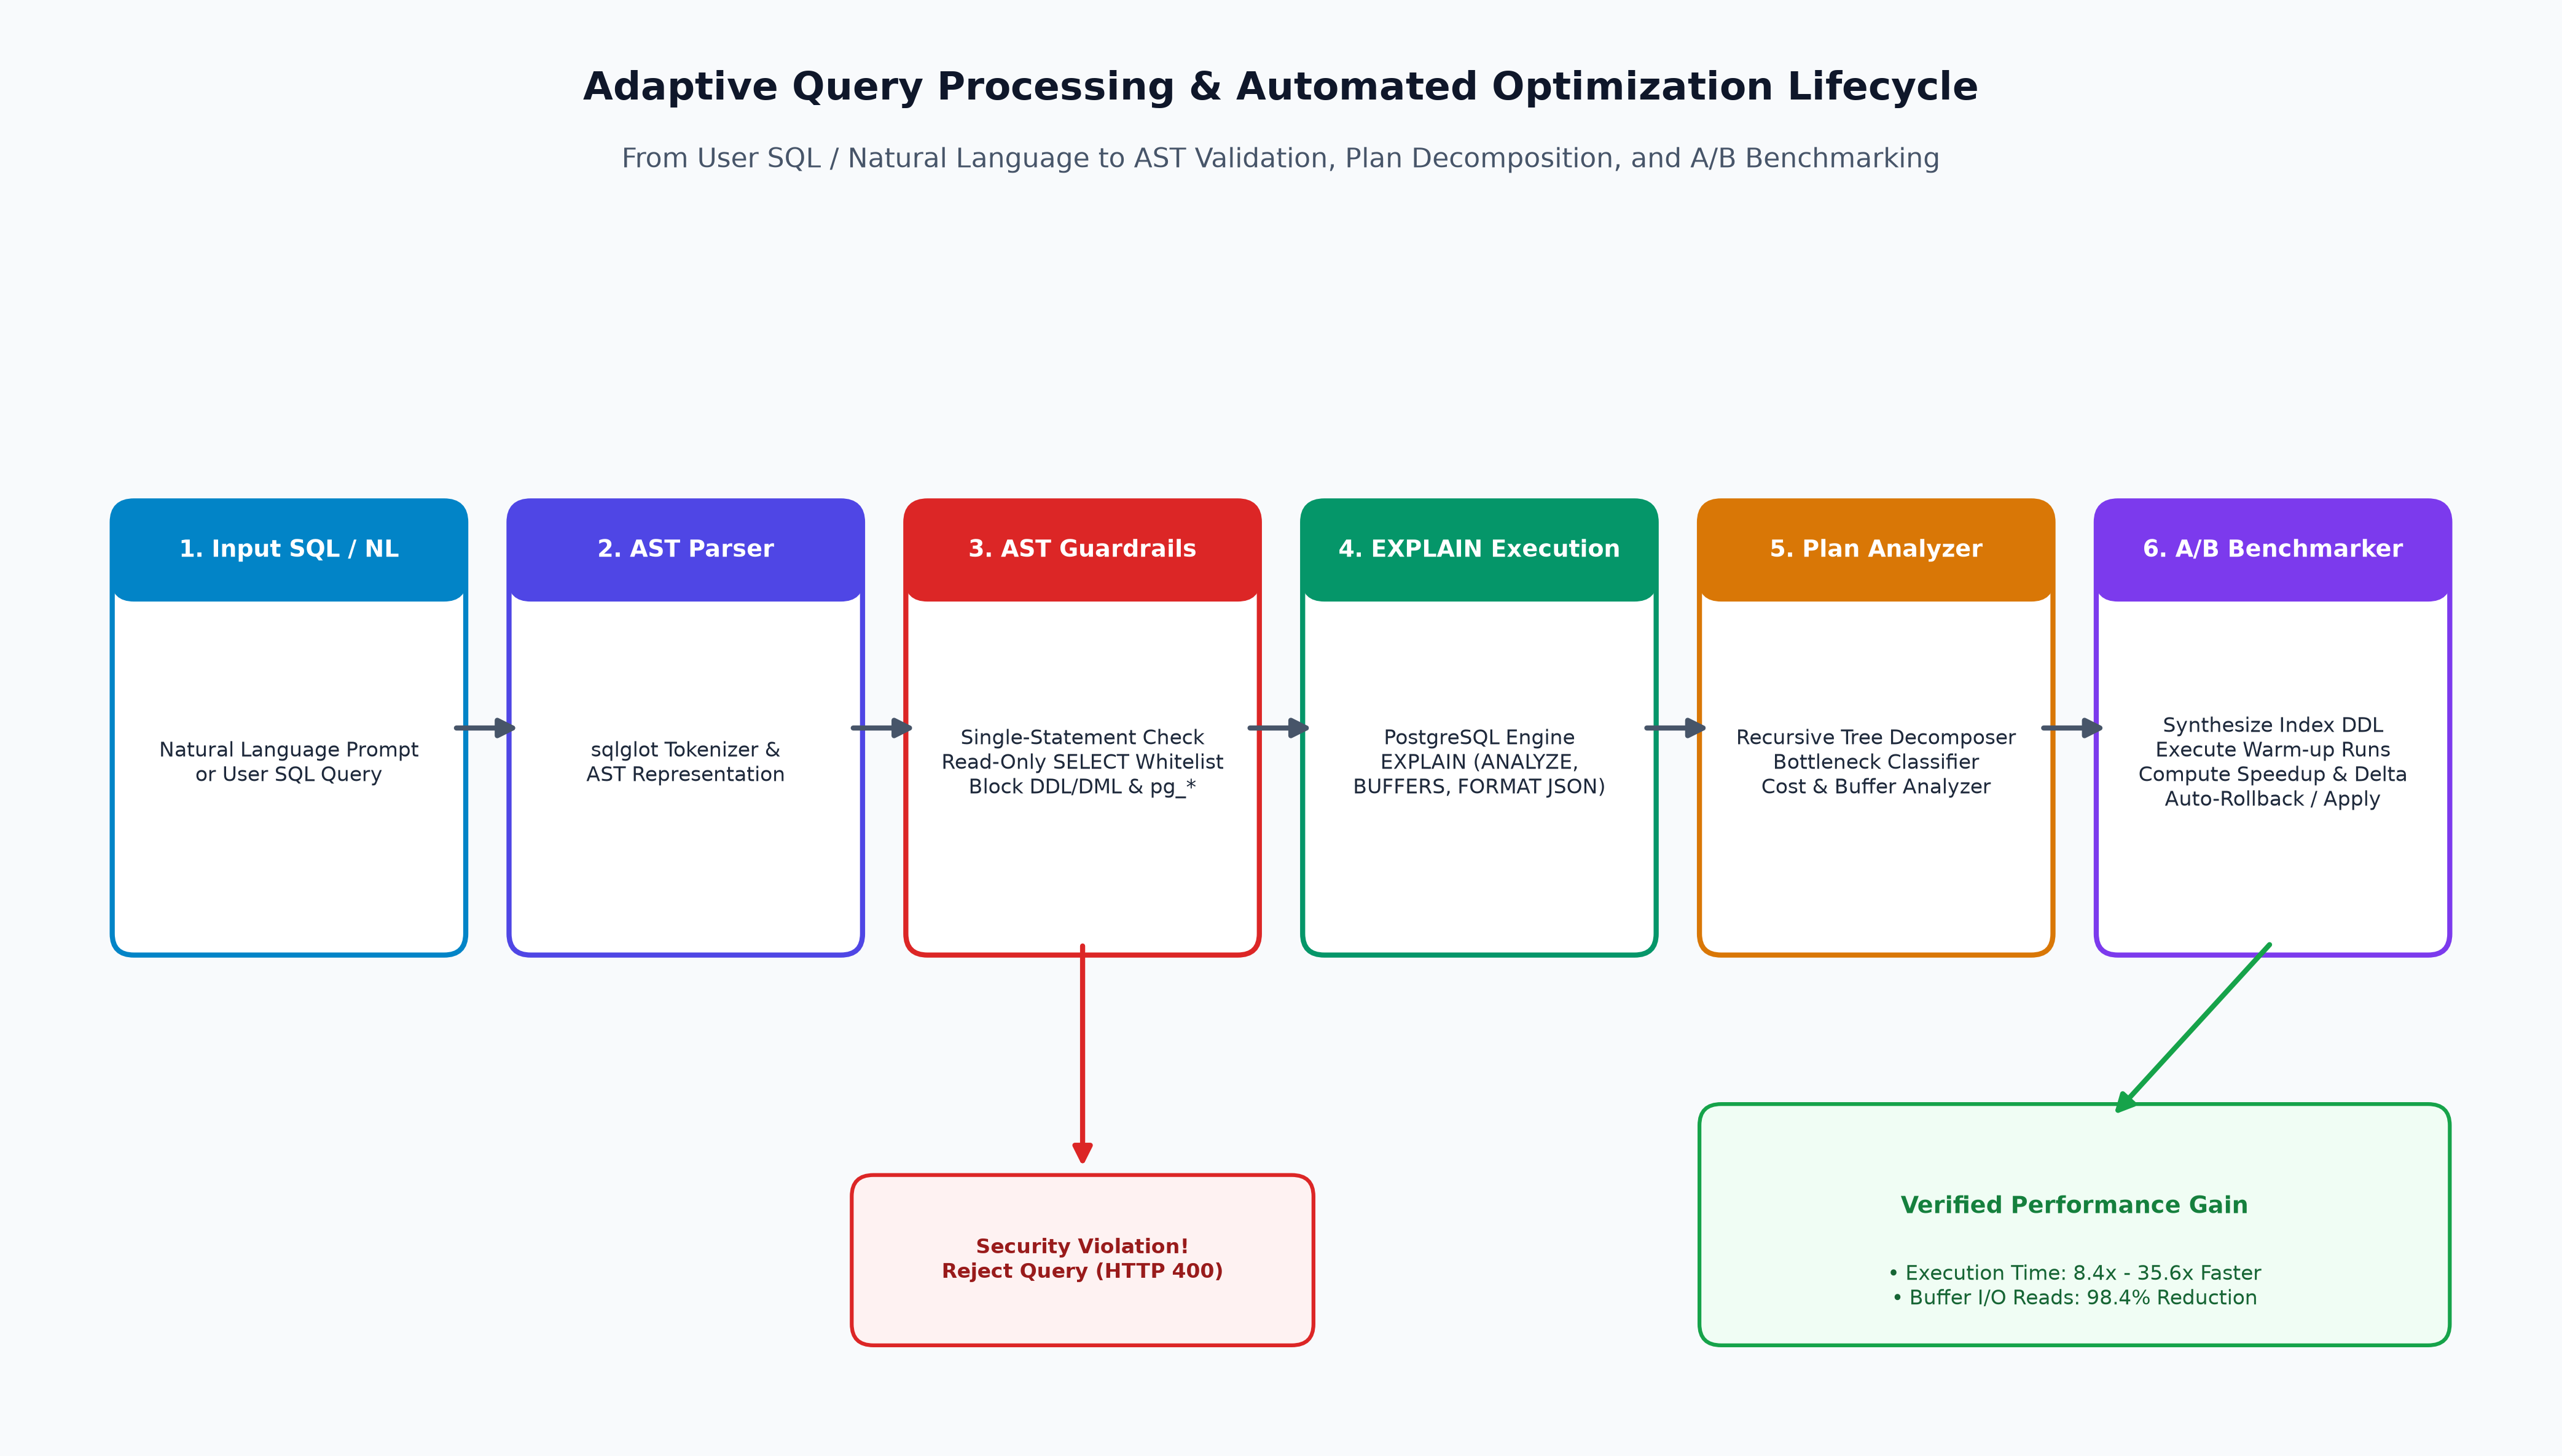 Adaptive Query Processing & Automated Optimization Lifecycle
From User SQL / Natural Language to AST Validation, Plan Decomposition, and A/B Benchmarking
1. Input SQL / NL
Natural Language Prompt
or User SQL Query
2. AST Parser
sqlglot Tokenizer &
AST Representation
3. AST Guardrails
Single-Statement Check
Read-Only SELECT Whitelist
Block DDL/DML & pg_*
4. EXPLAIN Execution
PostgreSQL Engine
EXPLAIN (ANALYZE,
BUFFERS, FORMAT JSON)
5. Plan Analyzer
Recursive Tree Decomposer
Bottleneck Classifier
Cost & Buffer Analyzer
6. A/B Benchmarker
Synthesize Index DDL
Execute Warm-up Runs
Compute Speedup & Delta
Auto-Rollback / Apply
Security Violation!
Reject Query (HTTP 400)
Verified Performance Gain
• Execution Time: 8.4x - 35.6x Faster
• Buffer I/O Reads: 98.4% Reduction